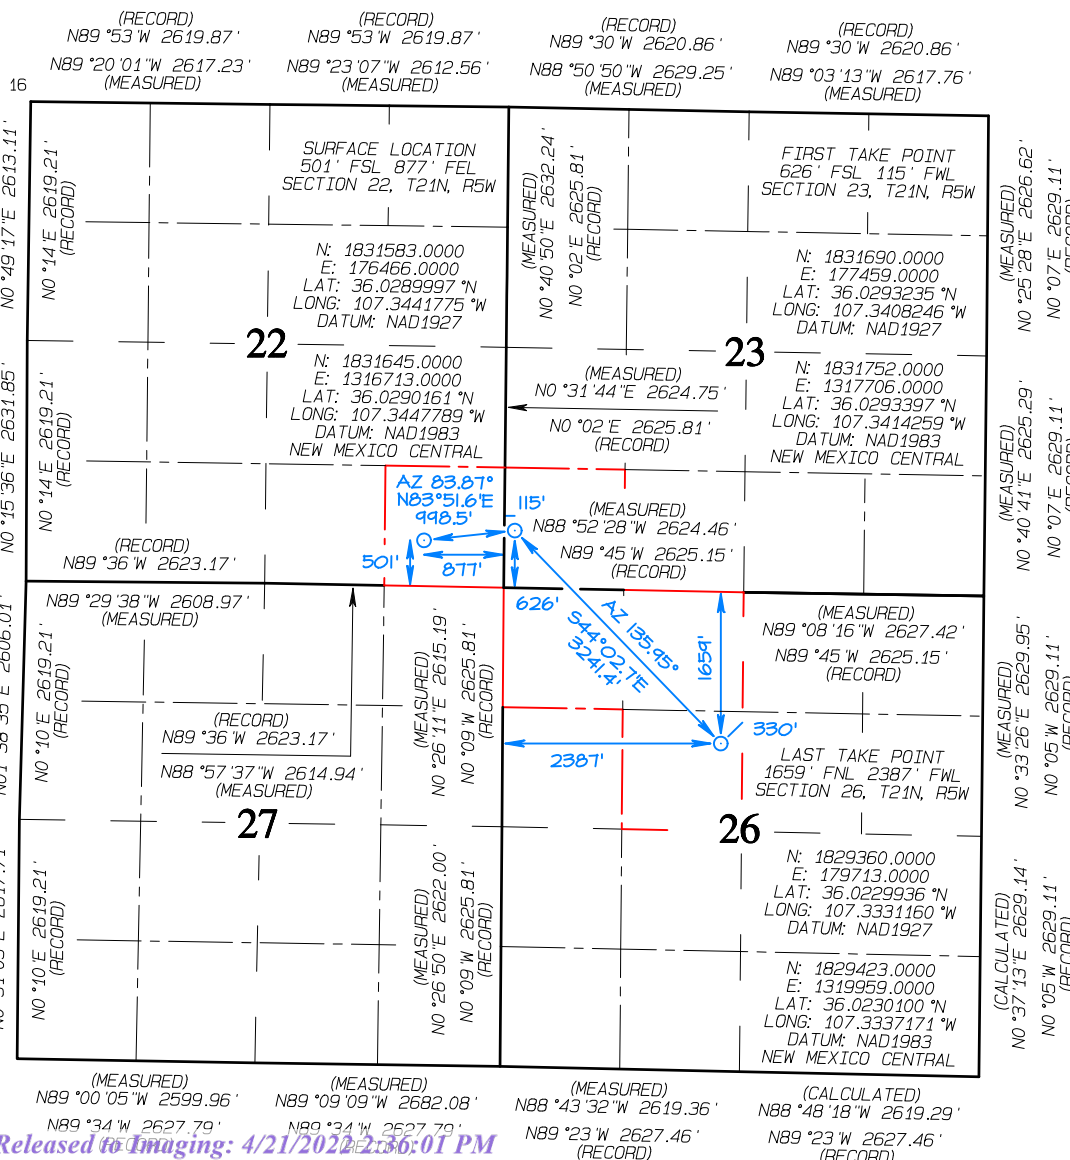 (RECORD)
N89°53'W 2619.87'
N89°20'01"W 2617.23'
(MEASURED)
(RECORD)
N89°53'W 2619.87'
N89°23'07"W 2612.56'
(MEASURED)
(RECORD)
N89°30'W 2620.86'
N88°50'50"W 2629.25'
(MEASURED)
(RECORD)
N89°30'W 2620.86'
N89°03'13"W 2617.76'
(MEASURED)
16
N0°49'17"E 2613.11'
N0°14'E 2619.21'
(RECORD)
SURFACE LOCATION
501' FSL 877' FEL
SECTION 22, T21N, R5W
N: 1831583.0000
E: 176466.0000
LAT: 36.0289997°N
LONG: 107.3441775°W
DATUM: NAD1927
22
N: 1831645.0000
E: 1316713.0000
LAT: 36.0290161°N
LONG: 107.3447789°W
DATUM: NAD1983
NEW MEXICO CENTRAL
(MEASURED)
N0°40'50"E 2632.24'
N0°02'E 2625.81'
(RECORD)
FIRST TAKE POINT
626' FSL 115' FWL
SECTION 23, T21N, R5W
N: 1831690.0000
E: 177459.0000
LAT: 36.0293235°N
LONG: 107.3408246°W
DATUM: NAD1927
23
N: 1831752.0000
E: 1317706.0000
LAT: 36.0293397°N
LONG: 107.3414259°W
DATUM: NAD1983
NEW MEXICO CENTRAL
(MEASURED)
N0°25'28"E 2626.62'
N0°07'E 2629.11'
(RECORD)
(MEASURED)
N0°31'44"E 2624.75'
N0°02'E 2625.81'
(RECORD)
N0°15'36"E 2631.85'
N0°14'E 2619.21'
(RECORD)
(MEASURED)
N0°40'41"E 2625.29'
N0°07'E 2629.11'
AZ 83.87°
N83°51.6'E
998.5'
115'
501'
877'
626'
(MEASURED)
N88°52'28"W 2624.46'
N89°45'W 2625.15'
(RECORD)
(RECORD)
N89°36'W 2623.17'
N89°29'38"W 2608.97'
(MEASURED)
AZ 135.95°
S44°02.7'E
3241.4'
1659'
330'
2387'
(MEASURED)
N89°08'16"W 2627.42'
N89°45'W 2625.15'
(RECORD)
N01°38'35"E 2606.01'
N0°10'E 2619.21'
(RECORD)
(MEASURED)
N0°26'11"E 2615.19'
N0°09'W 2625.81'
(RECORD)
(RECORD)
N89°36'W 2623.17'
N88°57'37"W 2614.94'
(MEASURED)
27
LAST TAKE POINT
1659' FNL 2387' FWL
SECTION 26, T21N, R5W
26
N: 1829360.0000
E: 179713.0000
LAT: 36.0229936°N
LONG: 107.3331160°W
DATUM: NAD1927
N: 1829423.0000
E: 1319959.0000
LAT: 36.0230100°N
LONG: 107.3337171°W
DATUM: NAD1983
NEW MEXICO CENTRAL
(MEASURED)
N0°33'26"E 2629.95'
N0°05'W 2629.11'
(RECORD)
N0°10'E 2619.21'
(RECORD)
(MEASURED)
N0°26'50"E 2622.00'
N0°09'W 2625.81'
(RECORD)
(CALCULATED)
N0°37'13"E 2629.14'
N0°05'W 2629.11'
(RECORD)
(MEASURED)
N89°00'05"W 2599.96'
N89°34'W 2627.79'
(RECORD)
(MEASURED)
N89°09'09"W 2682.08'
N89°34'W 2627.79'
(RECORD)
(MEASURED)
N88°43'32"W 2619.36'
N89°23'W 2627.46'
(RECORD)
(CALCULATED)
N88°48'18"W 2619.29'
N89°23'W 2627.46'
(RECORD)
Released to Imaging: 4/21/2022 2:36:01 PM